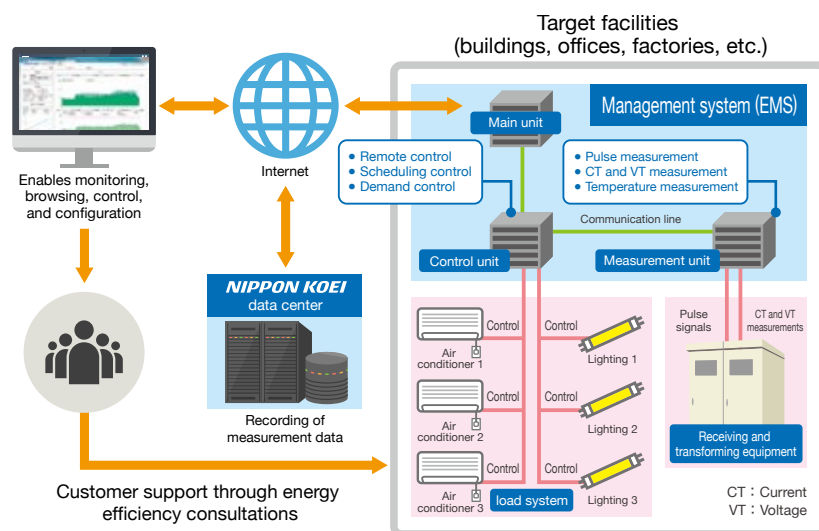 Target facilities
(buildings, offices, factories, etc.)
Management system (EMS)
Main unit
Enables monitoring,
browsing, control,
and configuration
Internet
• Remote control
• Scheduling control
• Demand control
• Pulse measurement
• CT and VT measurement
• Temperature measurement
Communication line
Control unit
Measurement unit
NIPPON KOEI
data center
Recording of
measurement data
Control
Control
Air
conditioner 1
Lighting 1
Control
Control
Air
conditioner 2
Lighting 2
Control
Control
Air
conditioner 3
load system
Lighting 3
Pulse
signals
CT and VT
measurements
Receiving and
transforming equipment
CT：Current
VT：Voltage
Customer support through energy
efficiency consultations